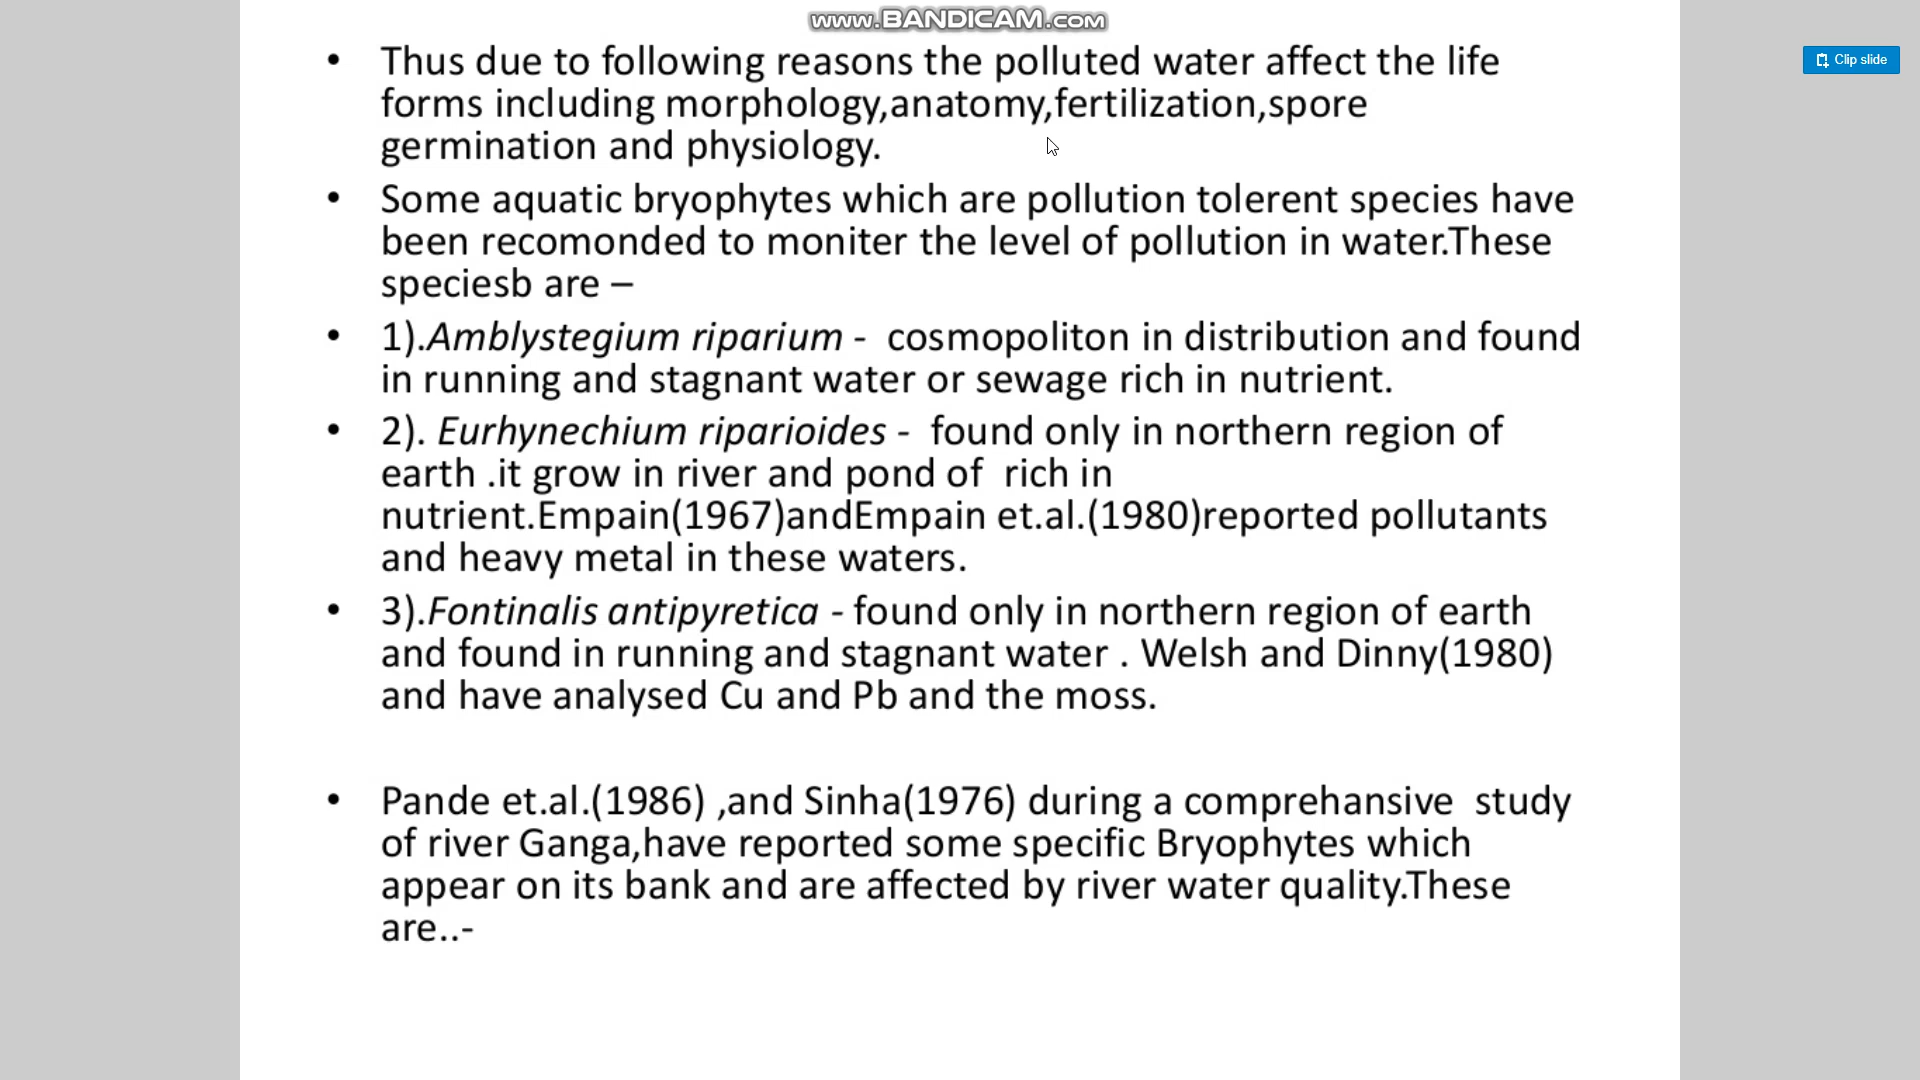 www.BANDICAM.com
Clip slide
• Thus due to following reasons the polluted water affect the life
forms including morphology,anatomy,fertilization,spore
germination and physiology.
• Some aquatic bryophytes which are pollution tolerent species have
been recomonded to moniter the level of pollution in water.These
speciesb are –
• 1).Amblystegium riparium - cosmopoliton in distribution and found
in running and stagnant water or sewage rich in nutrient.
• 2). Eurhynechium riparioides - found only in northern region of
earth .it grow in river and pond of rich in
nutrient.Empain(1967)andEmpain et.al.(1980)reported pollutants
and heavy metal in these waters.
• 3).Fontinalis antipyretica - found only in northern region of earth
and found in running and stagnant water . Welsh and Dinny(1980)
and have analysed Cu and Pb and the moss.
• Pande et.al.(1986) ,and Sinha(1976) during a comprehansive study
of river Ganga,have reported some specific Bryophytes which
appear on its bank and are affected by river water quality.These
are..-